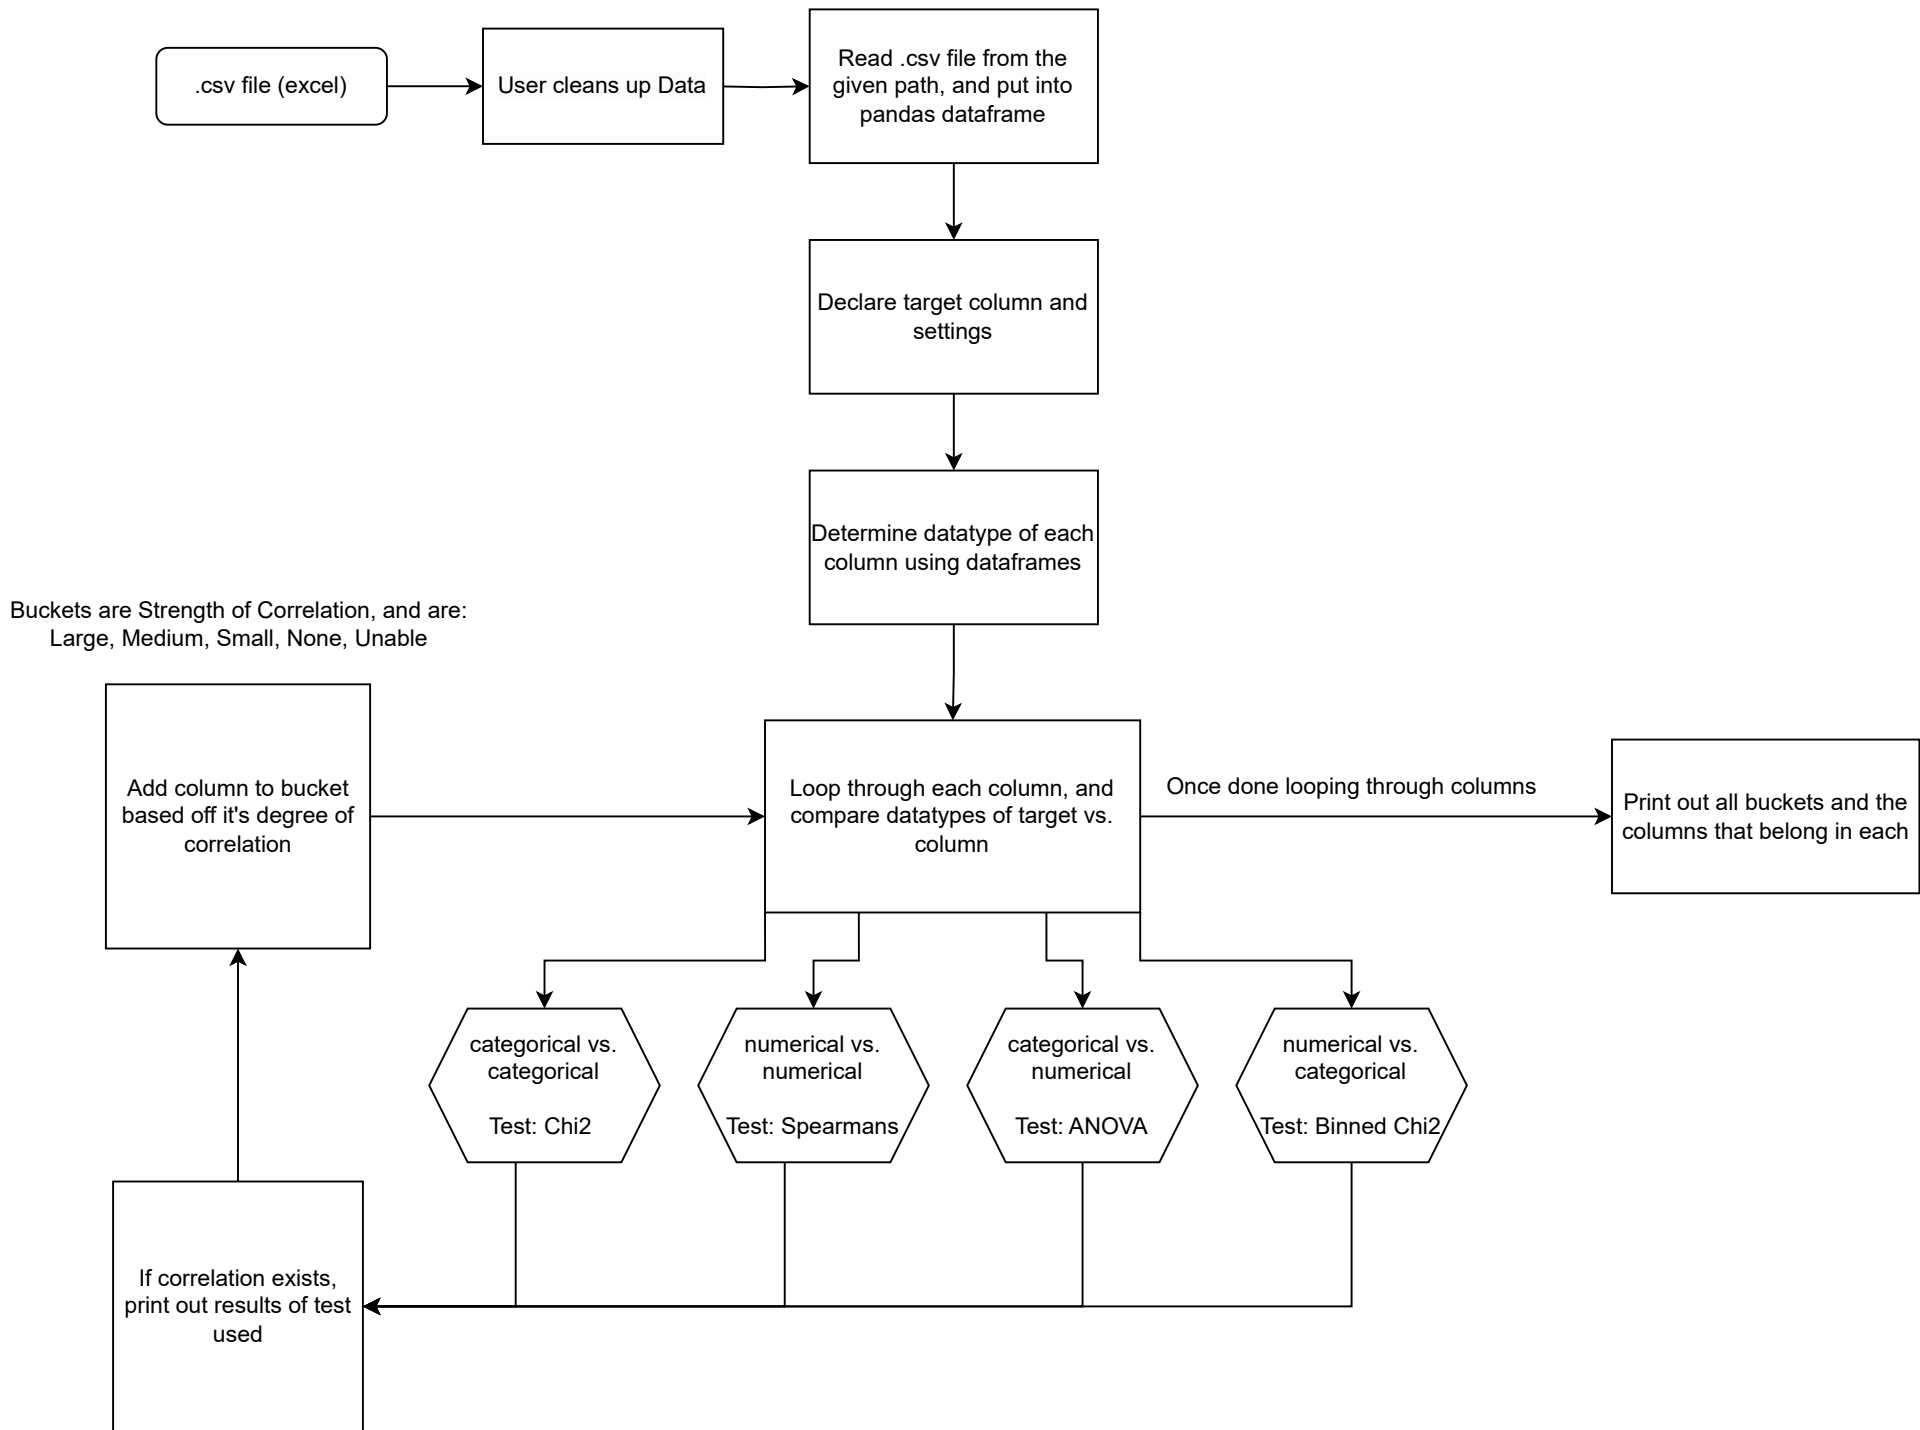 .csv file (excel)
User cleans up Data
Read .csv file from the
given path, and put into
pandas dataframe
Declare target column and
settings
Determine datatype of each
column using dataframes
Buckets are Strength of Correlation, and are:
Large, Medium, Small, None, Unable
Add column to bucket
based off it's degree of
correlation
Loop through each column, and
compare datatypes of target vs.
column
Once done looping through columns
Print out all buckets and the
columns that belong in each
categorical vs.
categorical
Test: Chi2
numerical vs.
numerical
Test: Spearmans
categorical vs.
numerical
Test: ANOVA
numerical vs.
categorical
Test: Binned Chi2
If correlation exists,
print out results of test
used